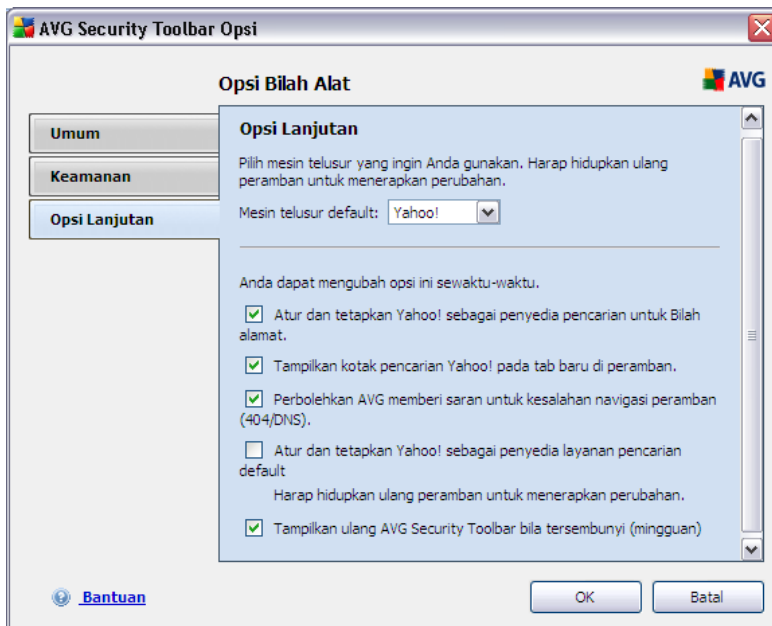 AVG Security Toolbar Opsi
Opsi Bilah Alat
AVG
Umum
Keamanan
Opsi Lanjutan
Opsi Lanjutan
Pilih mesin telusur yang ingin Anda gunakan. Harap hidupkan ulang
peramban untuk menerapkan perubahan.
Mesin telusur default: Yahoo!
Anda dapat mengubah opsi ini sewaktu-waktu.
Atur dan tetapkan Yahoo! sebagai penyedia pencarian untuk Bilah
alamat.
Tampilkan kotak pencarian Yahoo! pada tab baru di peramban.
Perbolehkan AVG memberi saran untuk kesalahan navigasi peramban
(404/DNS).
Atur dan tetapkan Yahoo! sebagai penyedia layanan pencarian
default
Harap hidupkan ulang peramban untuk menerapkan perubahan.
Tampilkan ulang AVG Security Toolbar bila tersembunyi (mingguan)
Bantuan
OK
Batal